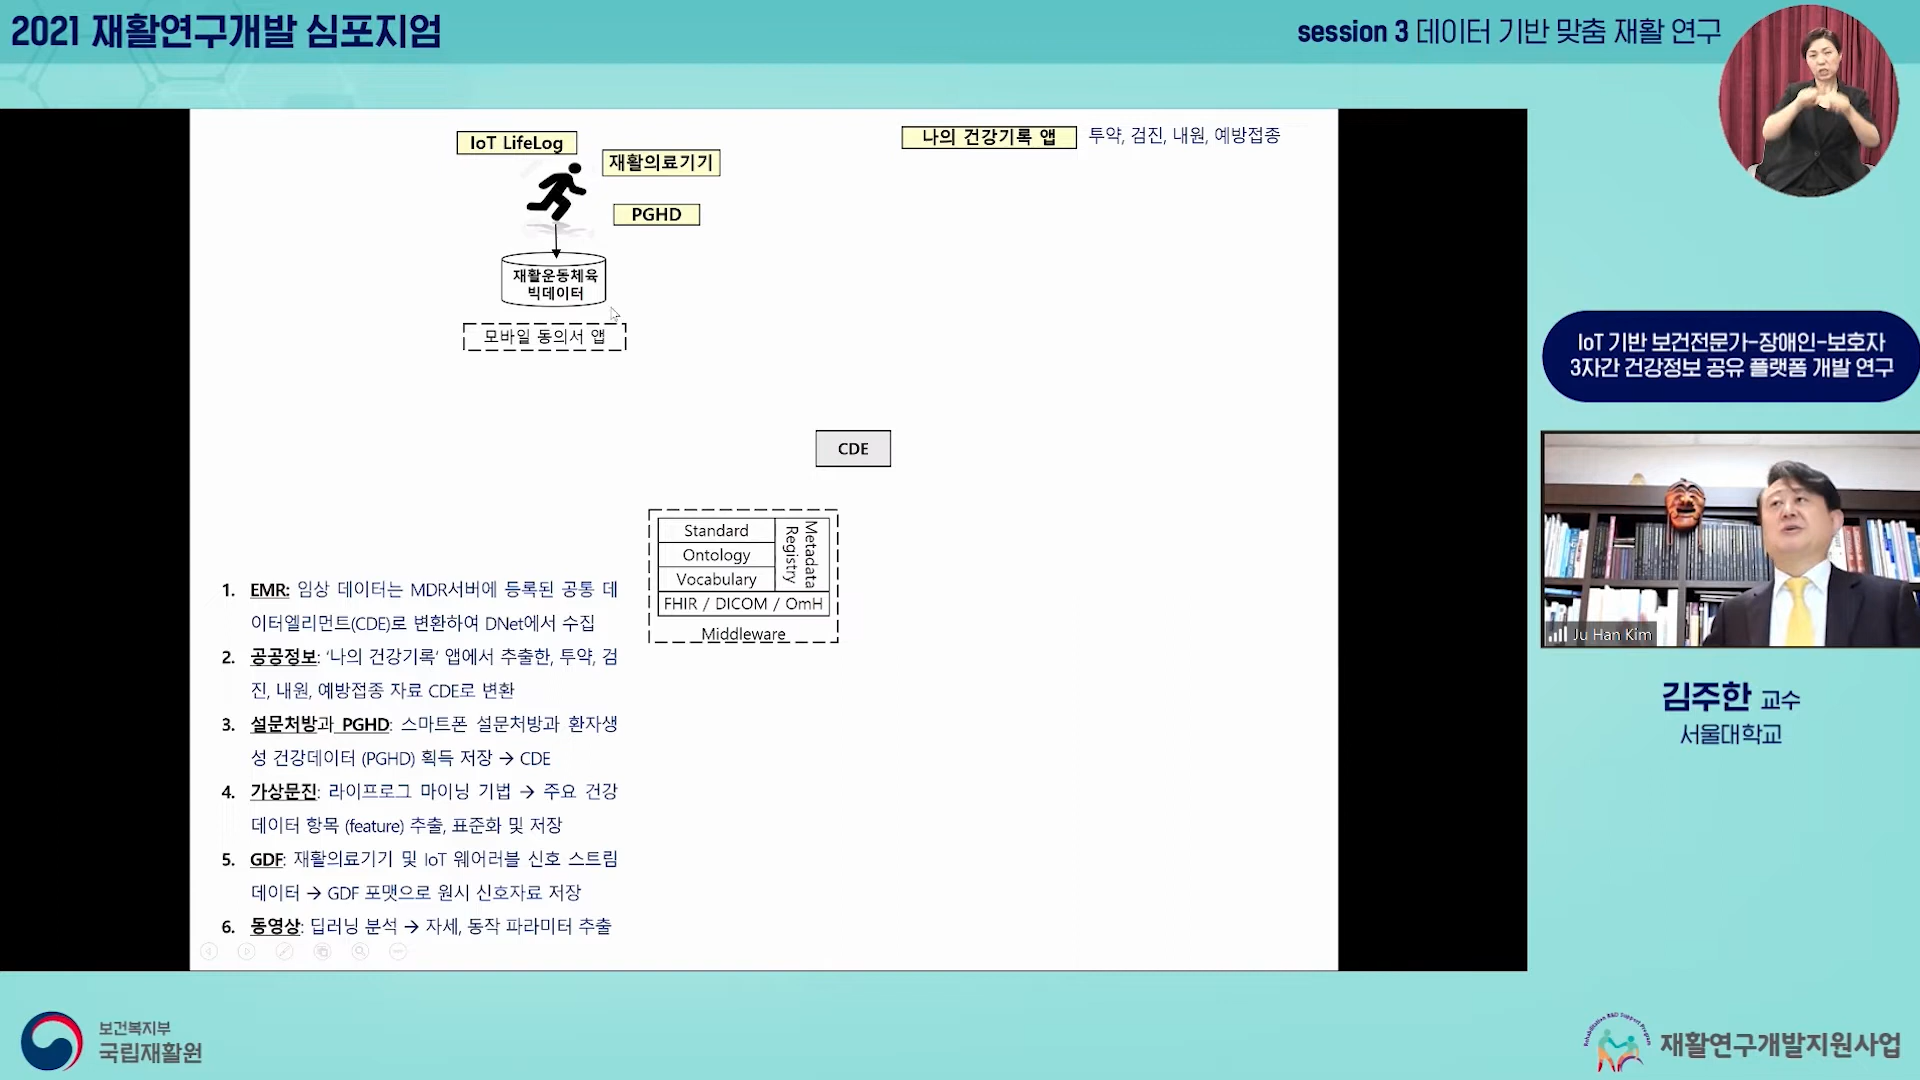 2021 재활연구개발 심포지엄
session 3 데이터 기반 맞춤 재활 연구
IoT LifeLog
재활의료기기
PGHD
재활운동체육
빅데이터
모바일 동의서 앱
나의 건강기록 앱
투약, 검진, 내원, 예방접종
CDE
Standard
Ontology
Vocabulary
Metadata
Registry
FHIR / DICOM / OmH
Middleware
1. EMR: 임상 데이터는 MDR서버에 등록된 공통 데
이터엘리먼트(CDE)로 변환하여 DNet에서 수집
2. 공공정보: ‘나의 건강기록‘ 앱에서 추출한, 투약, 검
진, 내원, 예방접종 자료 CDE로 변환
3. 설문처방과 PGHD: 스마트폰 설문처방과 환자생
성 건강데이터 (PGHD) 획득 저장 → CDE
4. 가상문진: 라이프로그 마이닝 기법 → 주요 건강
데이터 항목 (feature) 추출, 표준화 및 저장
5. GDF: 재활의료기기 및 IoT 웨어러블 신호 스트림
데이터 → GDF 포맷으로 원시 신호자료 저장
6. 동영상: 딥러닝 분석 → 자세, 동작 파라미터 추출
IoT 기반 보건전문가-장애인-보호자
3자간 건강정보 공유 플랫폼 개발 연구
Ju Han Kim
김주한 교수
서울대학교
보건복지부
국립재활원
Rehabilitation R&D Support Program
재활연구개발지원사업